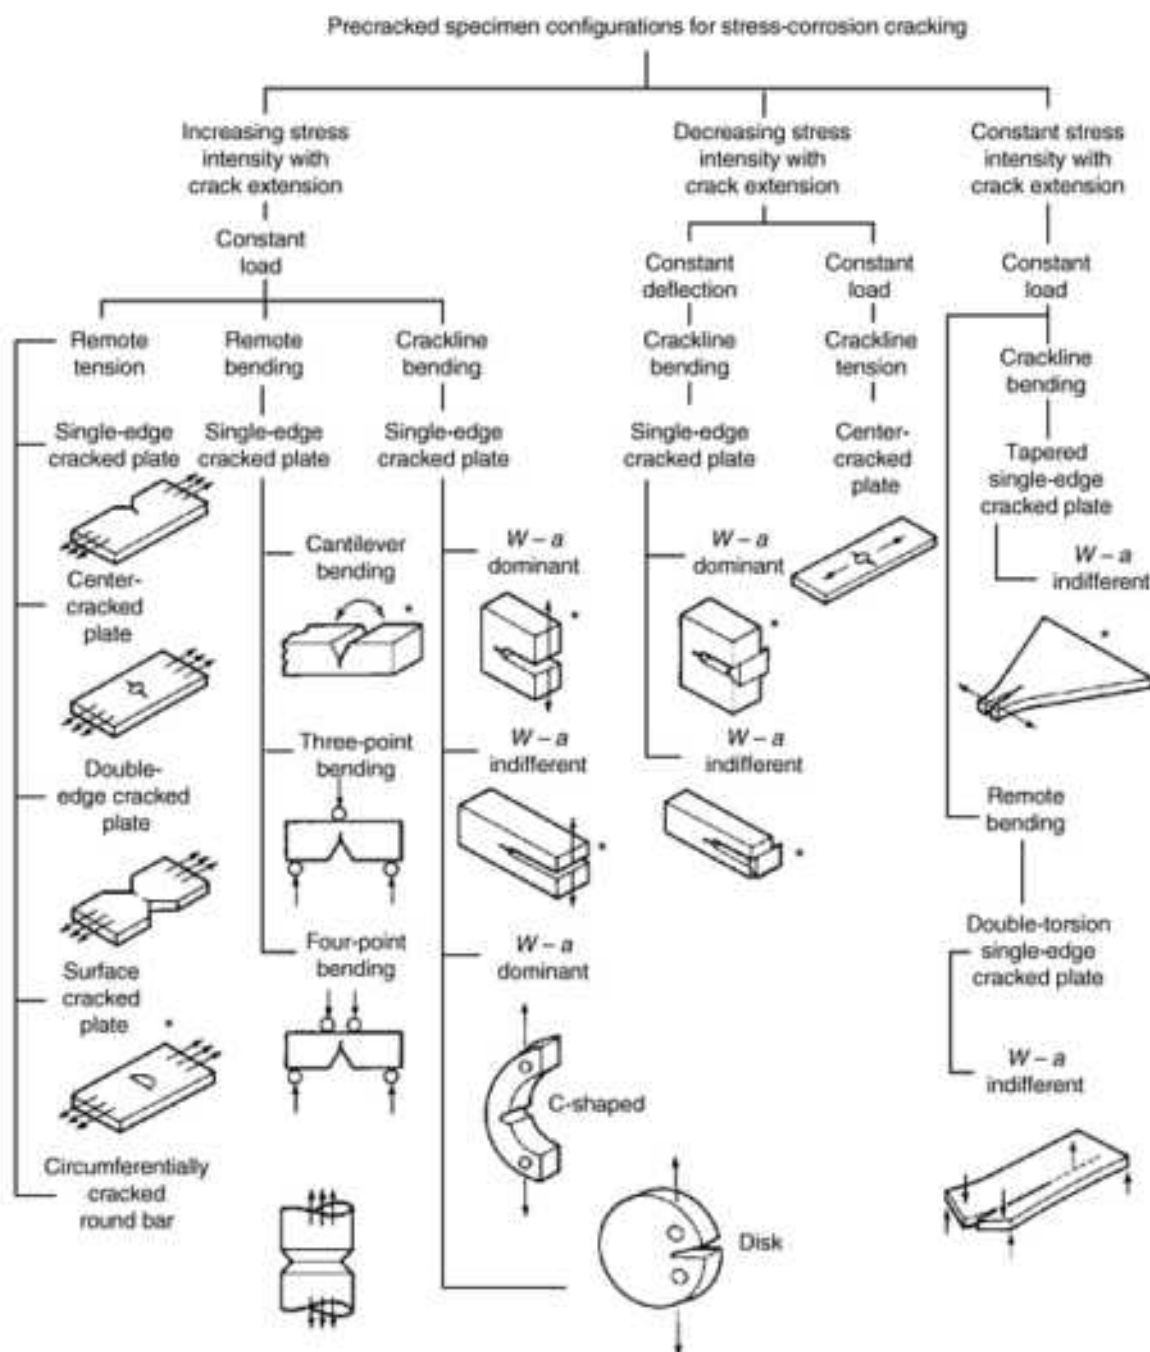 Precracked specimen configurations for stress-corrosion cracking
Increasing stress
intensity with
crack extension
Constant
load
Remote
tension
Single-edge
cracked plate
Center-
cracked
plate
Double-
edge cracked
plate
Surface
cracked
plate
*
Circumferentially
cracked
round bar
Remote
bending
Single-edge
cracked plate
Cantilever
bending
*
Three-point
bending
Four-point
bending
Crackline
bending
Single-edge
cracked plate
W – a
dominant
*
W – a
indifferent
*
W – a
dominant
C-shaped
Disk
Decreasing stress
intensity with
crack extension
Constant
deflection
Crackline
bending
Single-edge
cracked plate
W – a
dominant
*
W – a
indifferent
*
Constant
load
Crackline
tension
Center-
cracked
plate
Constant stress
intensity with
crack extension
Constant
load
Crackline
bending
Tapered
single-edge
cracked plate
W – a
indifferent
*
Remote
bending
Double-torsion
single-edge
cracked plate
W – a
indifferent